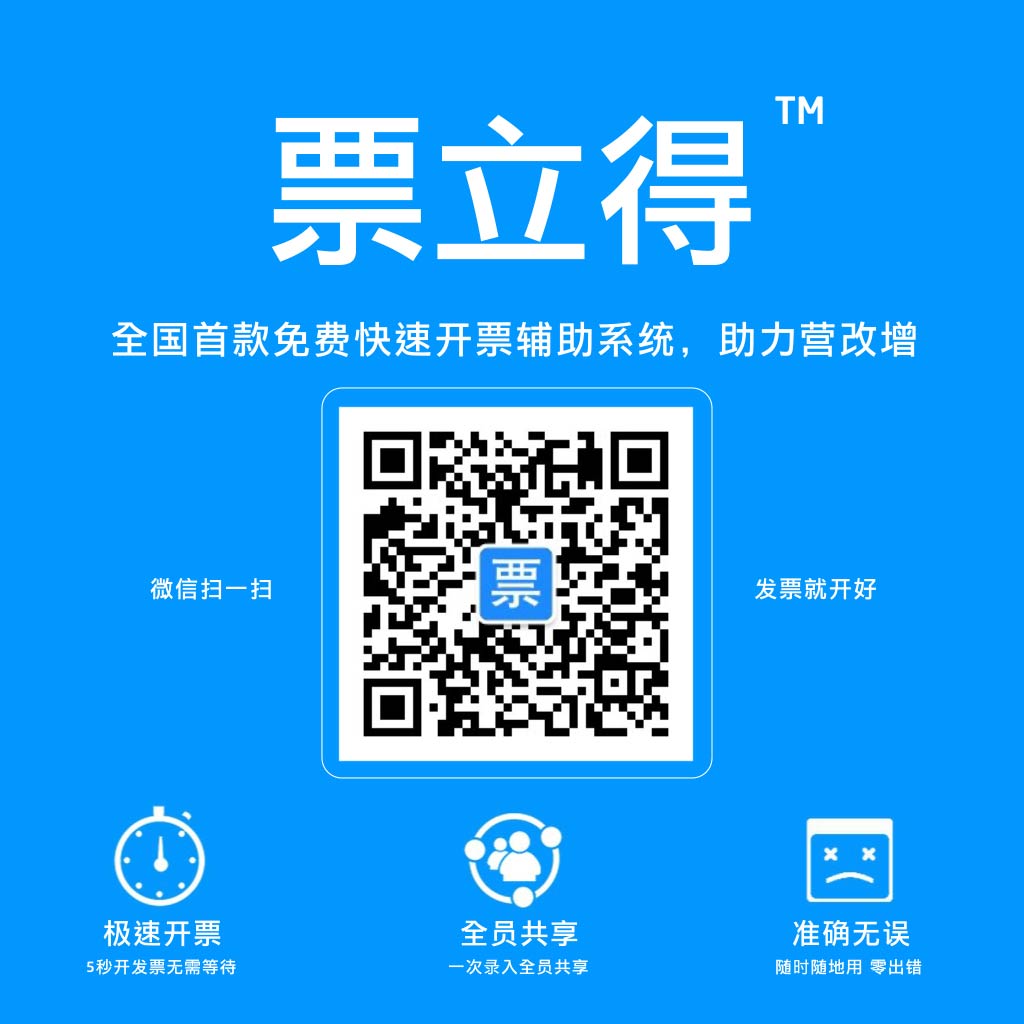 票立得 TM
全国首款免费快速开票辅助系统，助力营改增
微信扫一扫
票
发票就开好
极速开票
5秒开发票无需等待
全员共享
一次录入全员共享
准确无误
随时随地用 零出错